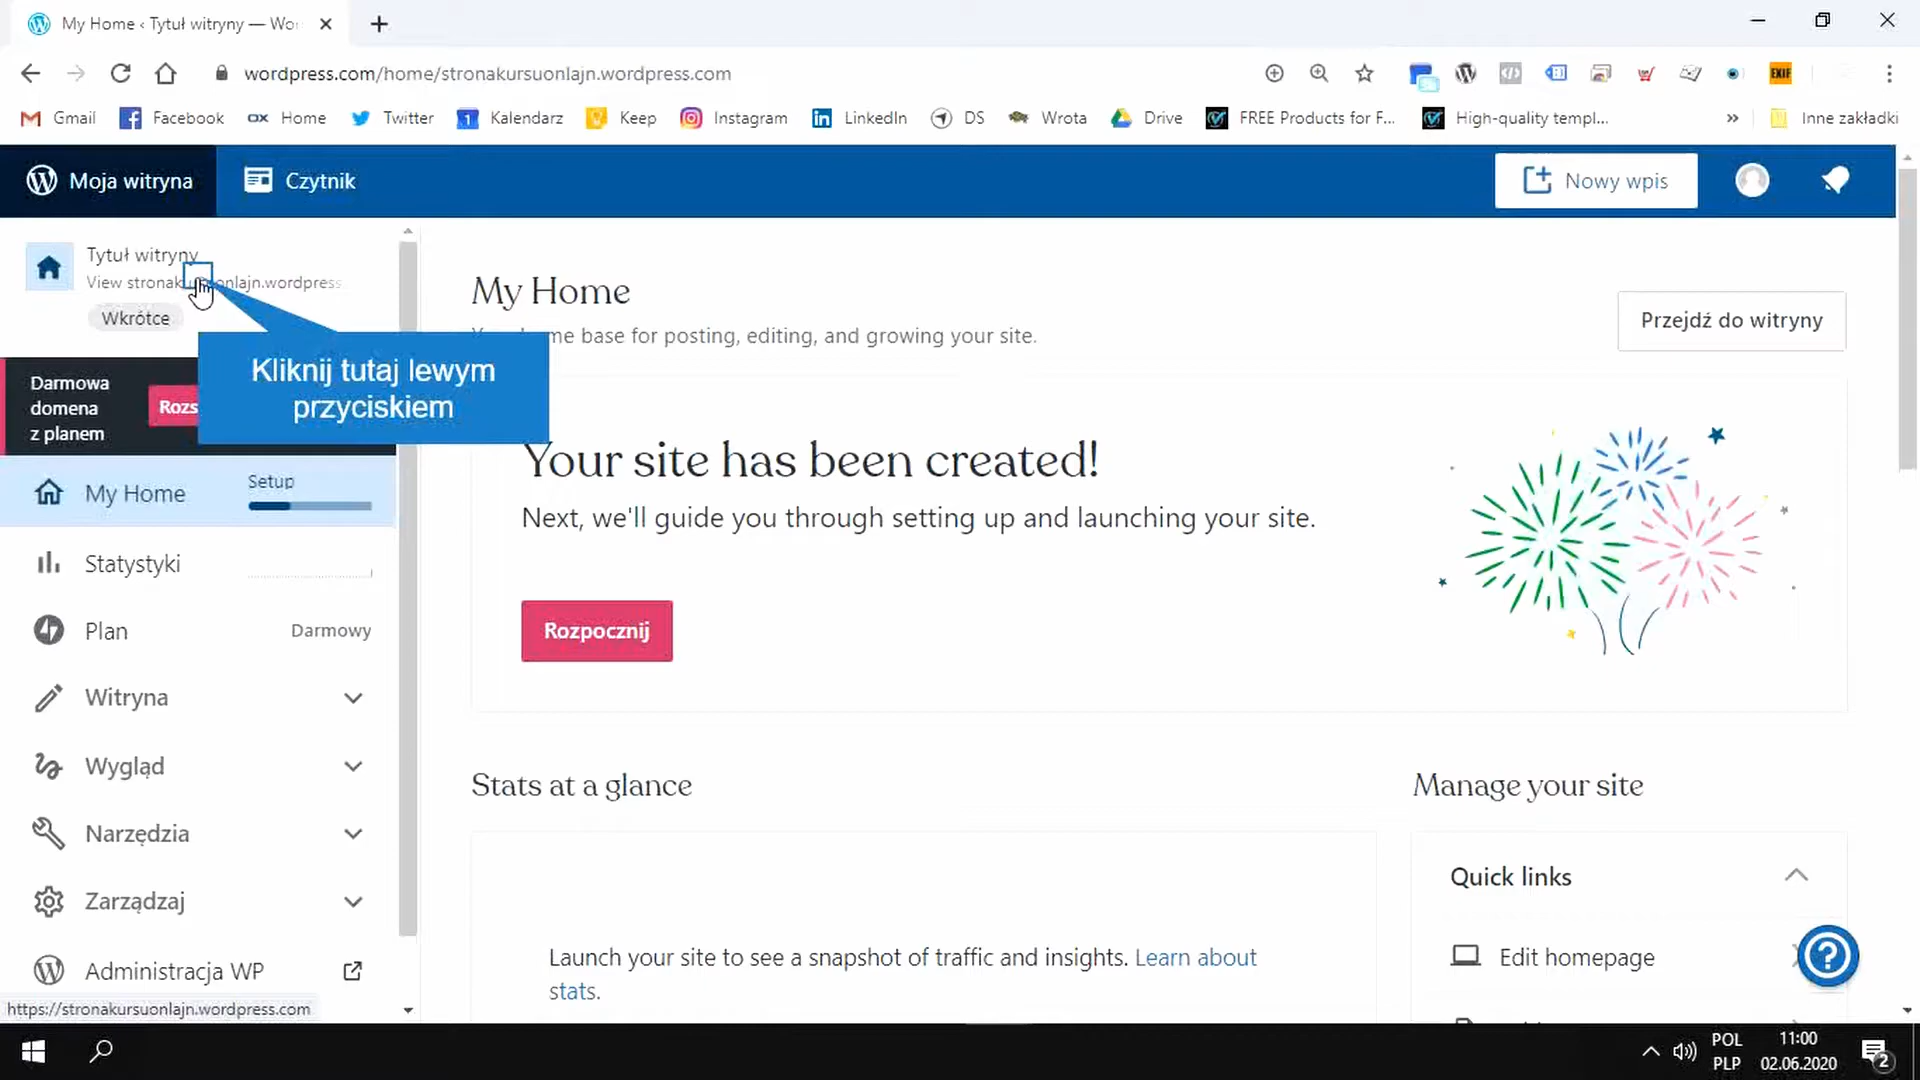 My Home ‹ Tytuł witryny — Wor
wordpress.com/home/stronakursuonlajn.wordpress.com
EXIF
Gmail Facebook Home Twitter Kalendarz Keep Instagram LinkedIn DS Wrota Drive FREE Products for F... High-quality templ... » Inne zakładki
Moja witryna
Czytnik
Nowy wpis
Tytuł witryny
View
Wkrótce
Kliknij tutaj lewym
przyciskiem
Darmowa
domena
z planem
Rozs
My Home
Setup
Statystyki
Plan
Darmowy
Witryna
Wygląd
Narzędzia
Zarządzaj
Administracja WP
https://stronakursuonlajn.wordpress.com
My Home
base for posting, editing, and growing your site.
Przejdź do witryny
Your site has been created!
Next, we'll guide you through setting up and launching your site.
Rozpocznij
Stats at a glance
Launch your site to see a snapshot of traffic and insights. Learn about
stats.
Manage your site
Quick links
Edit homepage
POL
PLP
11:00
02.06.2020
2